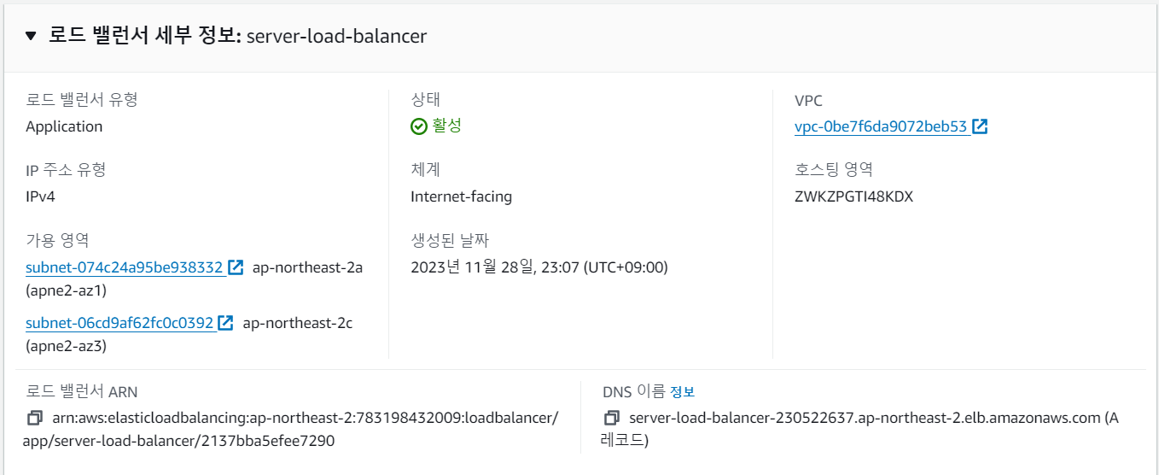 ▼ 로드 밸런서 세부 정보: server-load-balancer
로드 밸런서 유형
Application
상태
활성
VPC
vpc-0be7f6da9072beb53
IP 주소 유형
IPv4
체계
Internet-facing
호스팅 영역
ZWKZPGTI48KDX
가용 영역
subnet-074c24a95be938332 ap-northeast-2a
(apne2-az1)
subnet-06cd9af62fc0c0392 ap-northeast-2c
(apne2-az3)
생성된 날짜
2023년 11월 28일, 23:07 (UTC+09:00)
로드 밸런서 ARN
arn:aws:elasticloadbalancing:ap-northeast-2:783198432009:loadbalancer/
app/server-load-balancer/2137bba5efee7290
DNS 이름 정보
server-load-balancer-230522637.ap-northeast-2.elb.amazonaws.com (A
레코드)